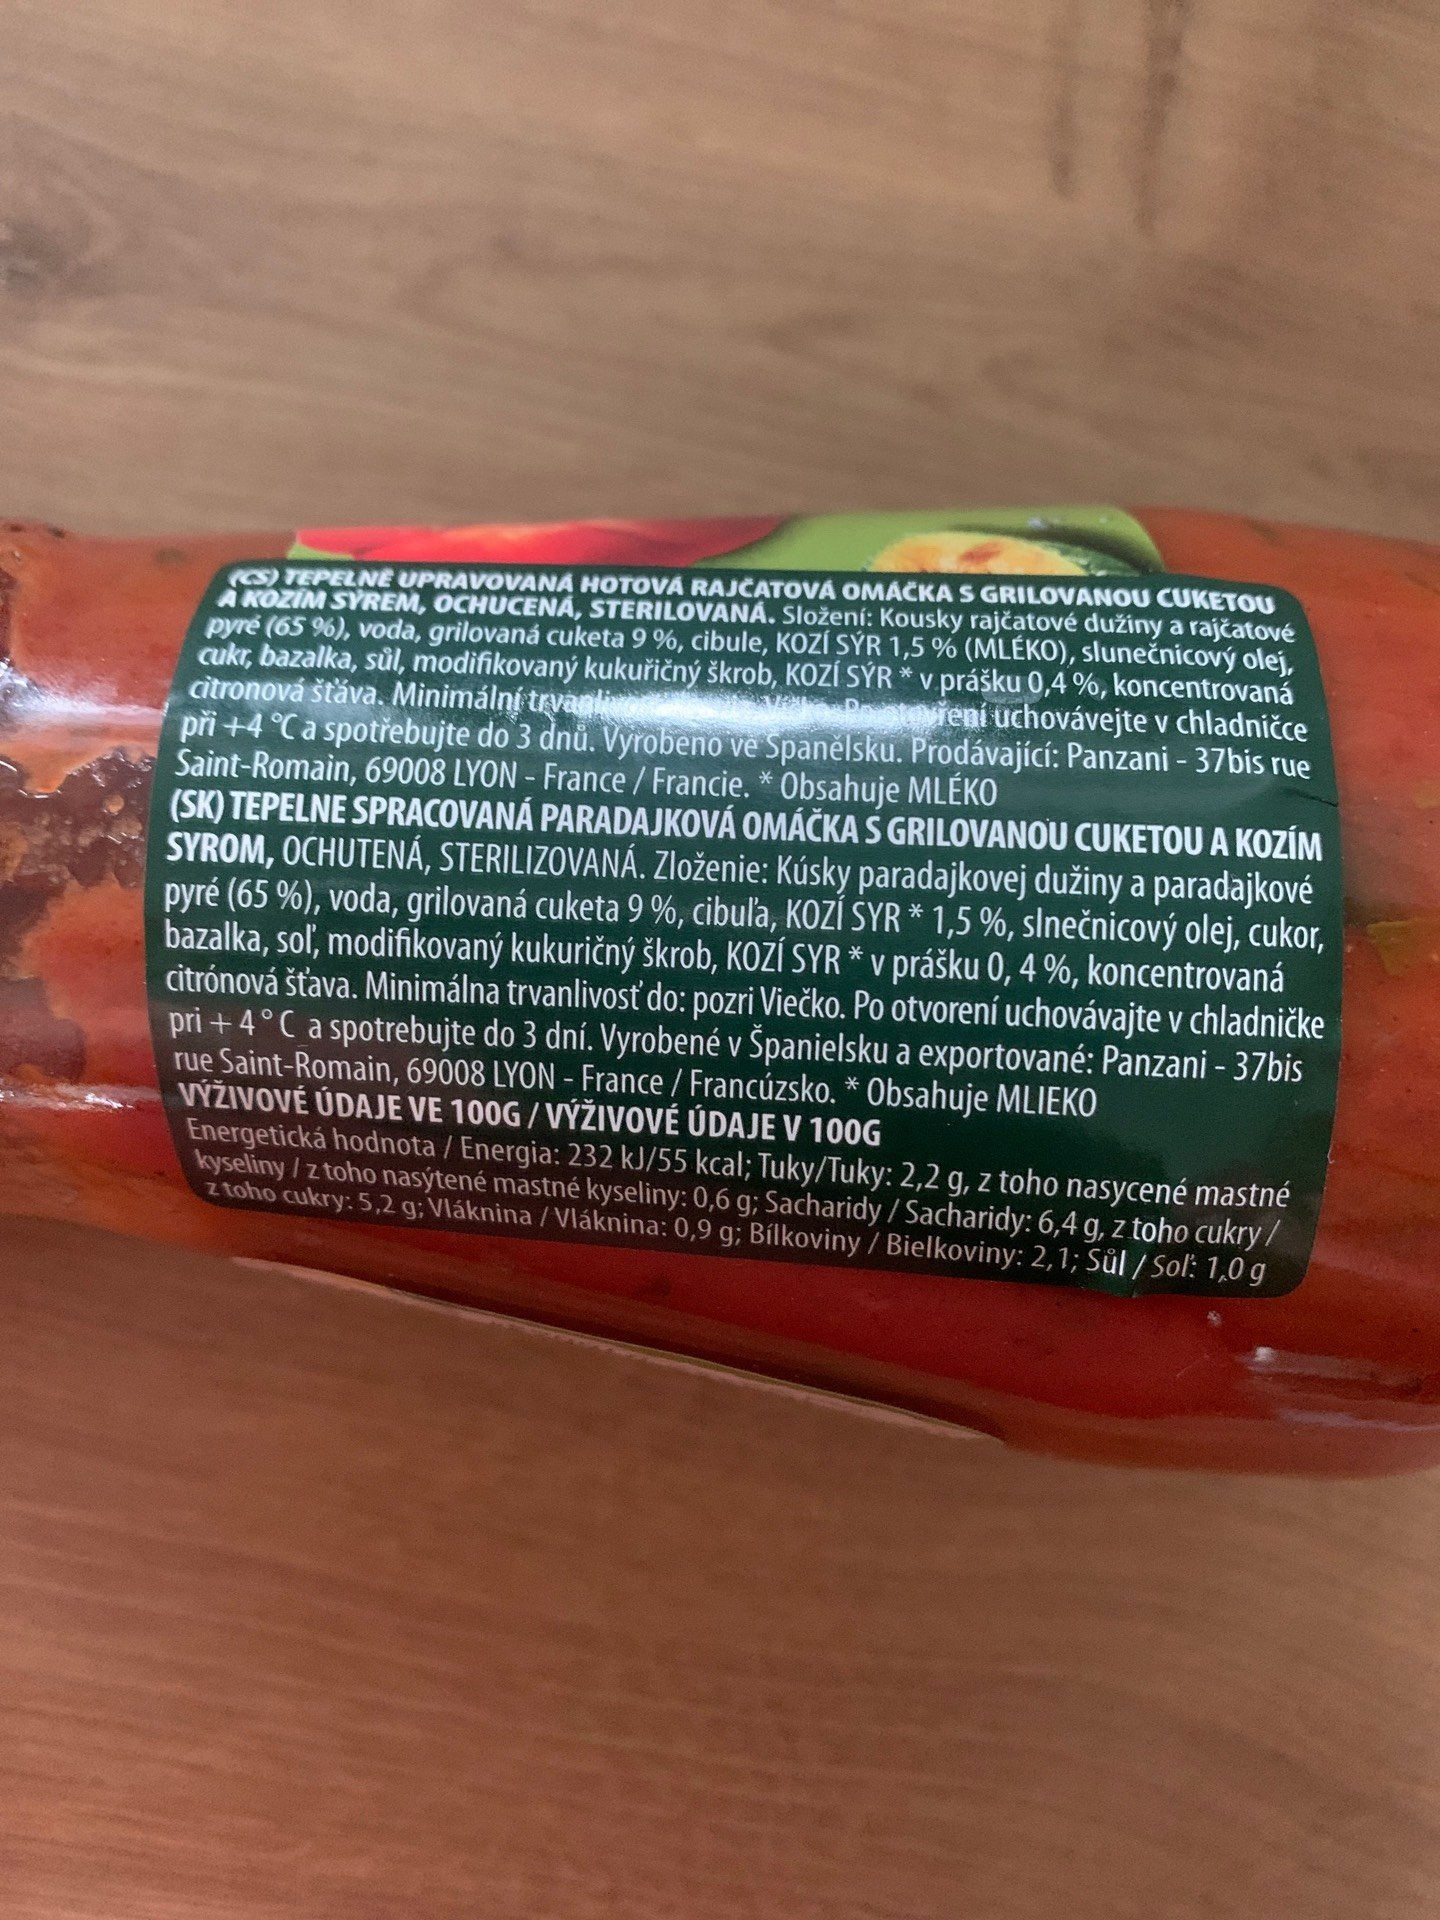 (CS) TEPELNĚ UPRAVOVANÁ HOTOVÁ RAJČATOVÁ OMÁČKA S GRILOVANOU CUKETOU
A KOZÍM SÝREM, OCHUCENÁ, STERILOVANÁ. Složení: Kousky rajčatové dužiny a rajčatové
pyré (65 %), voda, grilovaná cuketa 9 %, cibule, KOZÍ SÝR 1,5 % (MLÉKO), slunečnicový olej,
cukr, bazalka, sůl, modifikovaný kukuřičný škrob, KOZÍ SÝR * v prášku 0,4 %, koncentrovaná
citronová šťáva. Minimální uchovávejte v chladničce
při +4 °C a spotřebujte do 3 dnů. Vyrobeno ve Španělsku. Prodávající: Panzani - 37bis rue
Saint-Romain, 69008 LYON - France / Francie. * Obsahuje MLÉKO
(SK) TEPELNE SPRACOVANÁ PARADAJKOVÁ OMÁČKA S GRILOVANOU CUKETOU A KOZÍM
SYROM, OCHUTENÁ, STERILIZOVANÁ. Zloženie: Kúsky paradajkovej dužiny a paradajkové
pyré (65 %), voda, grilovaná cuketa 9 %, cibuľa, KOZÍ SYR * 1,5 %, slnečnicový olej, cukor,
bazalka, soľ, modifikovaný kukuričný škrob, KOZÍ SYR * v prášku 0, 4 %, koncentrovaná
citrónová šťava. Minimálna trvanlivosť do: pozri Viečko. Po otvorení uchovávajte v chladničke
pri + 4° C a spotrebujte do 3 dní. Vyrobené v Španielsku a exportované: Panzani - 37bis
rue Saint-Romain, 69008 LYON - France / Francúzsko. * Obsahuje MLIEKO
VÝŽIVOVÉ ÚDAJE VE 100G / VÝŽIVOVÉ ÚDAJE V 100G
Energetická hodnota / Energia: 232 kJ/55 kcal; Tuky/Tuky: 2,2 g, z toho nasycené mastné
kyseliny / z toho nasýtené mastné kyseliny: 0,6 g; Sacharidy / Sacharidy: 6,4 g, z toho cukry /
z toho cukry: 5,2 g; Vláknina / Vláknina: 0,9 g; Bílkoviny / Bielkoviny: 2,1; Sůl / Soľ: 1,0 g